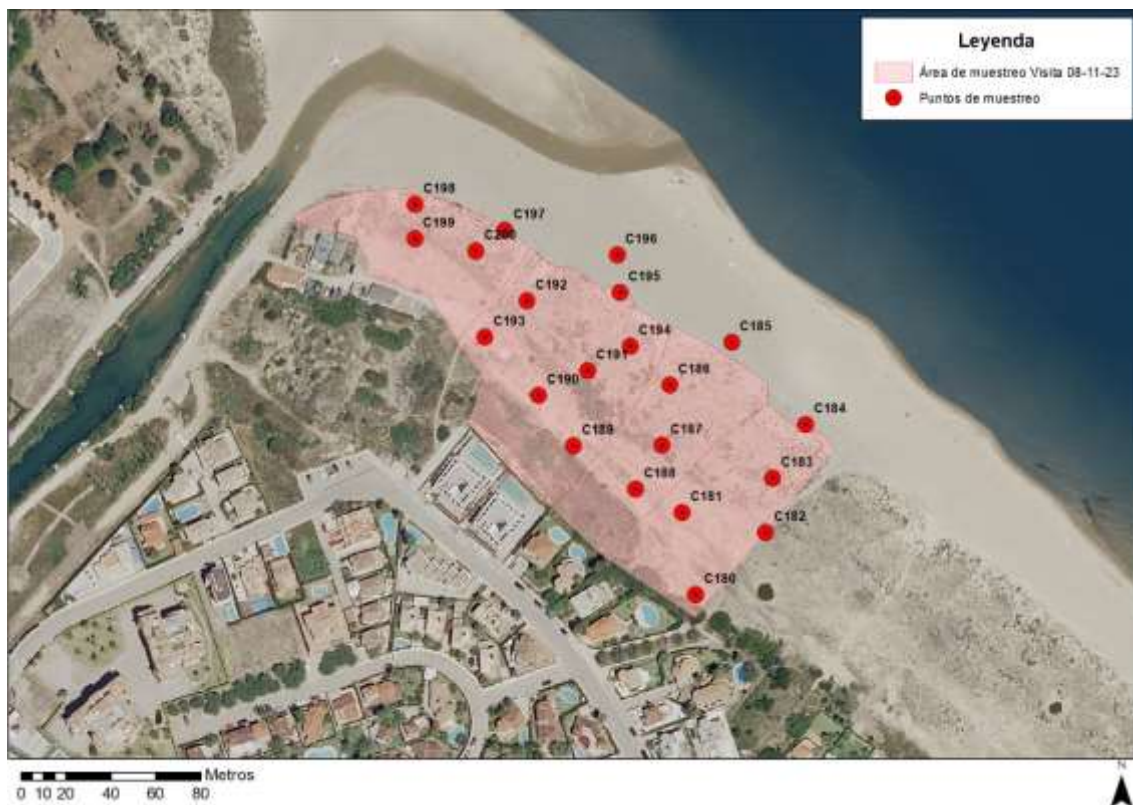 Leyenda
Área de muestreo Visita 08-11-23
Puntos de muestreo
C198
C197
C199
C200
C196
C195
C192
C193
C194
C185
C191
C186
C190
C184
C189
C187
C183
C188
C181
C182
C180
Metros
0 10 20 40 60 80
N